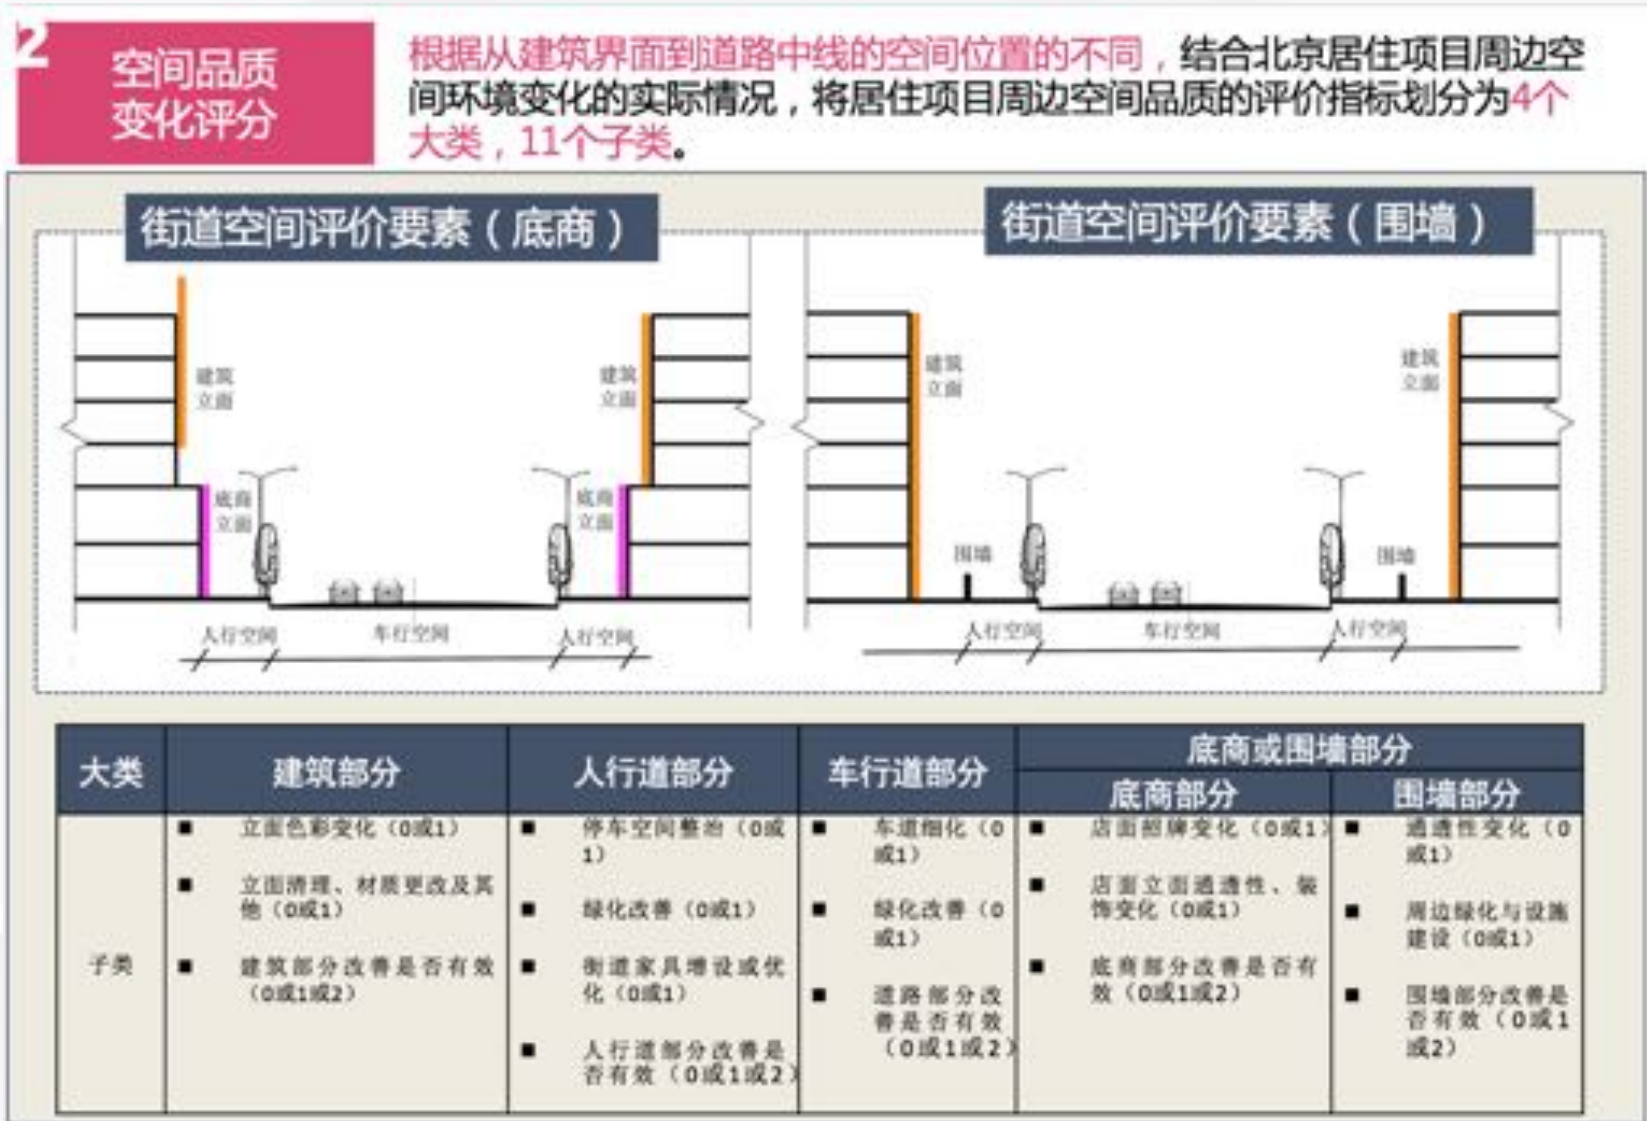 2
空间品质
变化评分
根据从建筑界面到道路中线的空间位置的不同，结合北京居住项目周边空
间环境变化的实际情况，将居住项目周边空间品质的评价指标划分为4个
大类，11个子类。
街道空间评价要素（底商）
街道空间评价要素（围墙）
建筑
立面
建筑
立面
底商
立面
底商
立面
人行空间
车行空间
人行空间
建筑
立面
建筑
立面
围墙
围墙
人行空间
车行空间
人行空间
大类
建筑部分
人行道部分
车行道部分
底商或围墙部分
底商部分
围墙部分
子类
■ 立面色彩变化（0或1）
■ 立面清理、材质更改及其
他（0或1）
■ 建筑部分改善是否有效
（0或1或2）
■ 停车空间整治（0或
1）
■ 绿化改善（0或1）
■ 街道家具增设或优
化（0或1）
■ 人行道部分改善是
否有效（0或1或2）
■ 车道细化（0
或1）
■ 绿化改善（0
或1）
■ 道路部分改
善是否有效
（0或1或2）
■ 店面招牌变化（0或1）
■ 店面立面通透性、装
饰变化（0或1）
■ 底商部分改善是否有
效（0或1或2）
■ 通透性变化（0
或1）
■ 周边绿化与设施
建设（0或1）
■ 围墙部分改善是
否有效（0或1
或2）